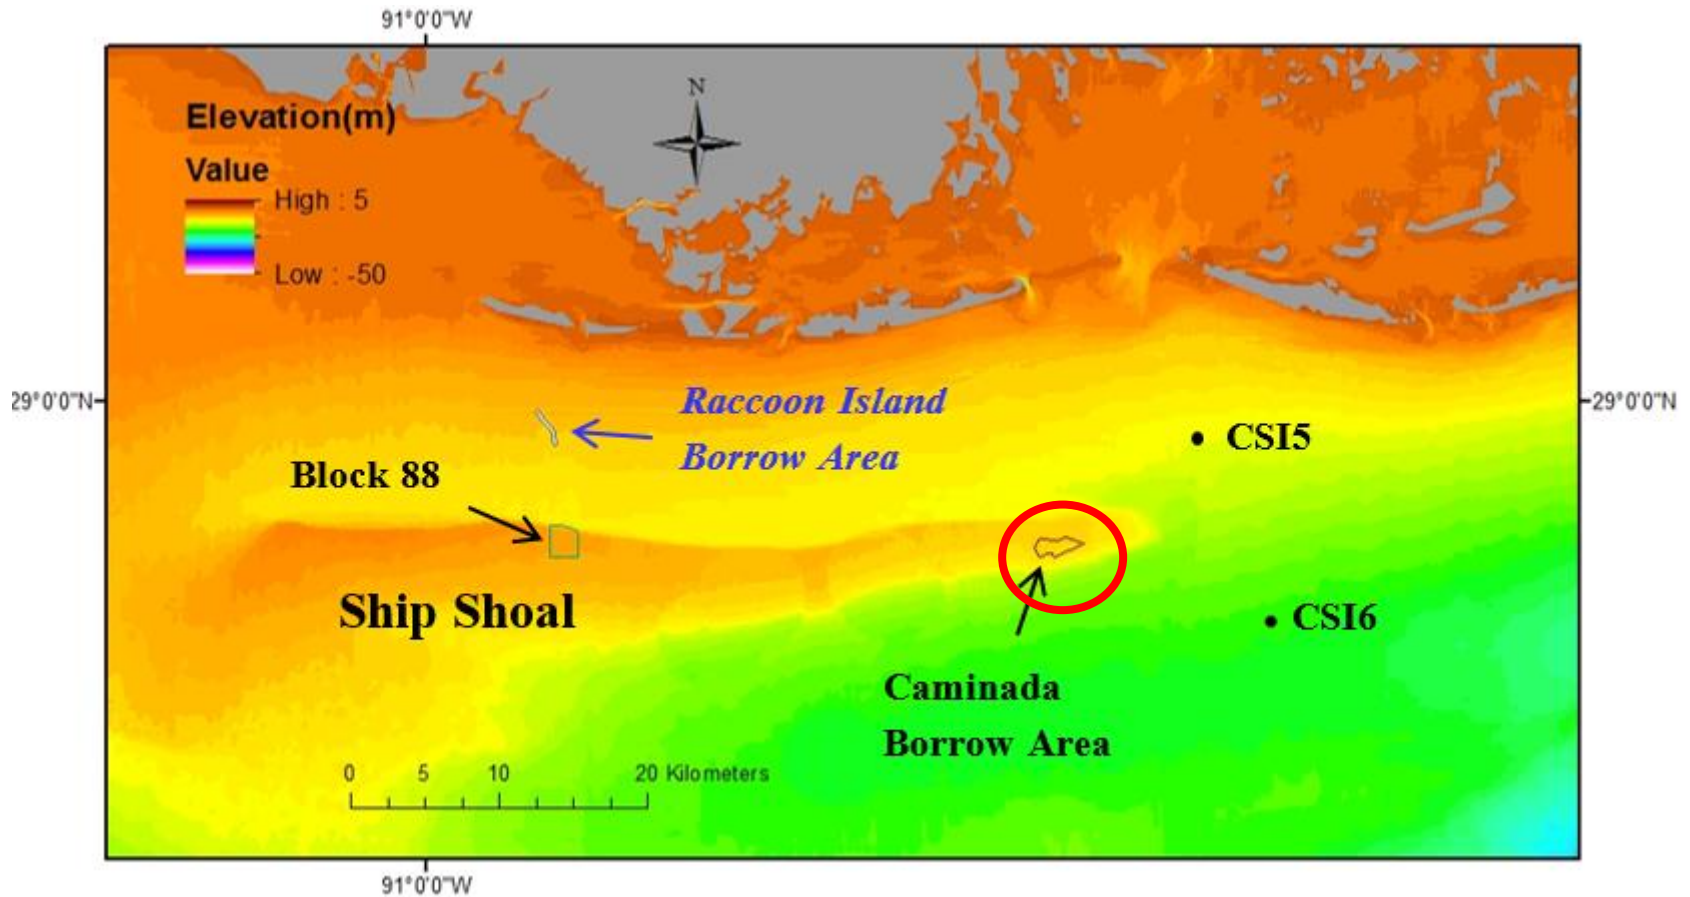 91°0'0"W
N
Elevation(m)
Value
High : 5
Low : -50
29°0'0"N
29°0'0"N
Raccoon Island
Borrow Area
CSI5
Block 88
Ship Shoal
CSI6
Caminada
Borrow Area
0 5 10 20 Kilometers
91°0'0"W